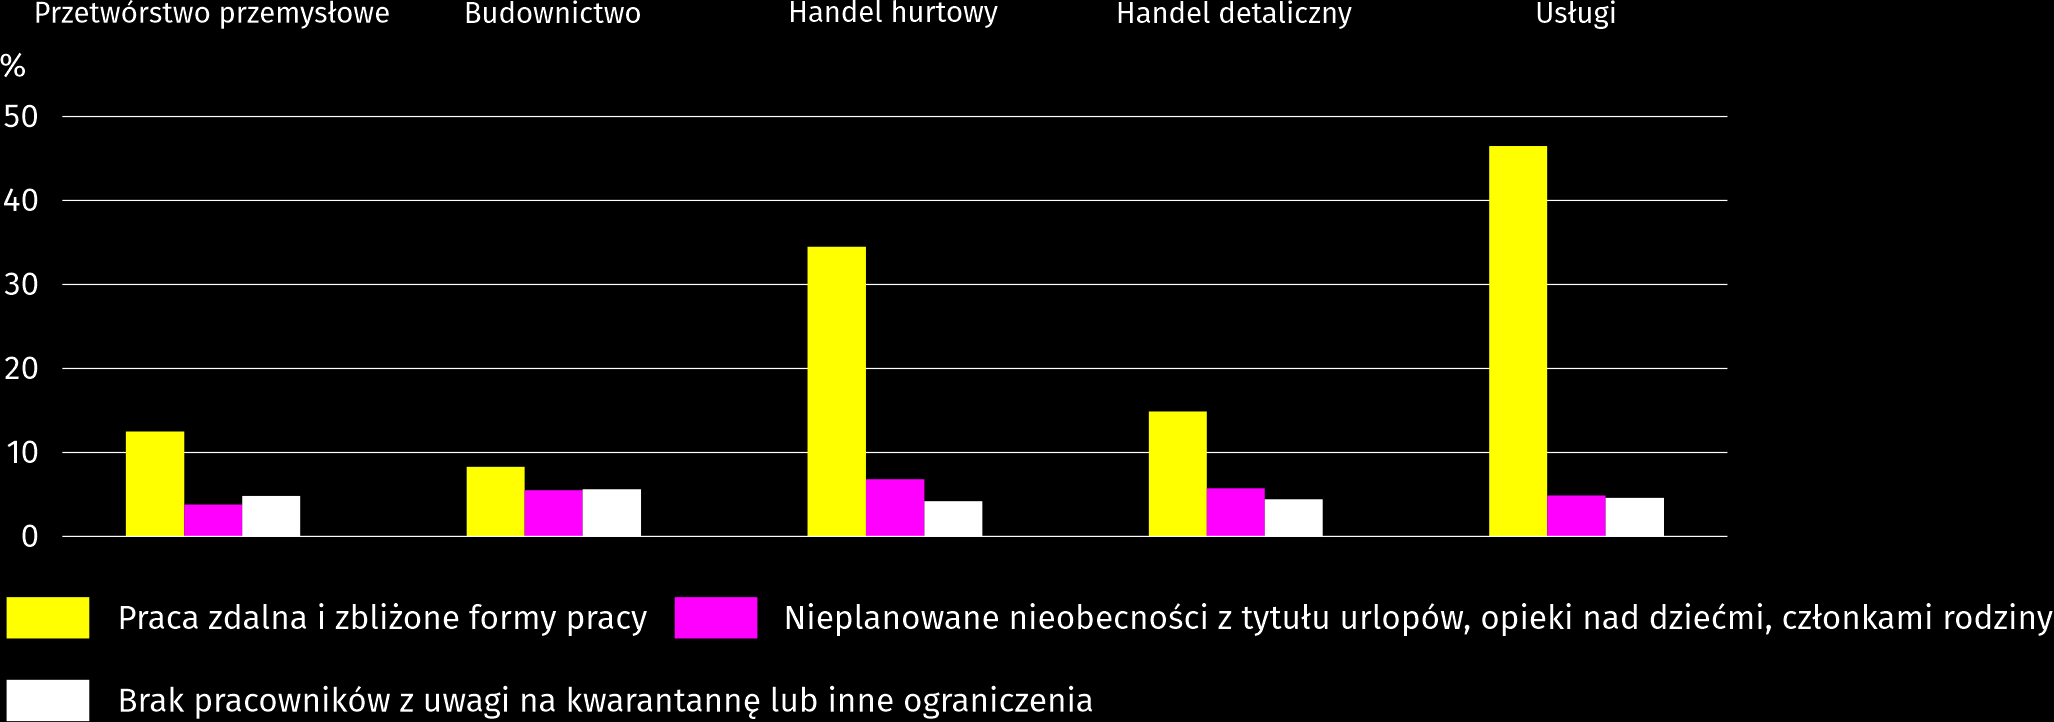 Przetwórstwo przemysłowe Budownictwo Handel hurtowy Handel detaliczny Usługi
%
50
40
30
20
10
0
Praca zdalna i zbliżone formy pracy Nieplanowane nieobecności z tytułu urlopów, opieki nad dziećmi, członkami rodziny
Brak pracowników z uwagi na kwarantannę lub inne ograniczenia